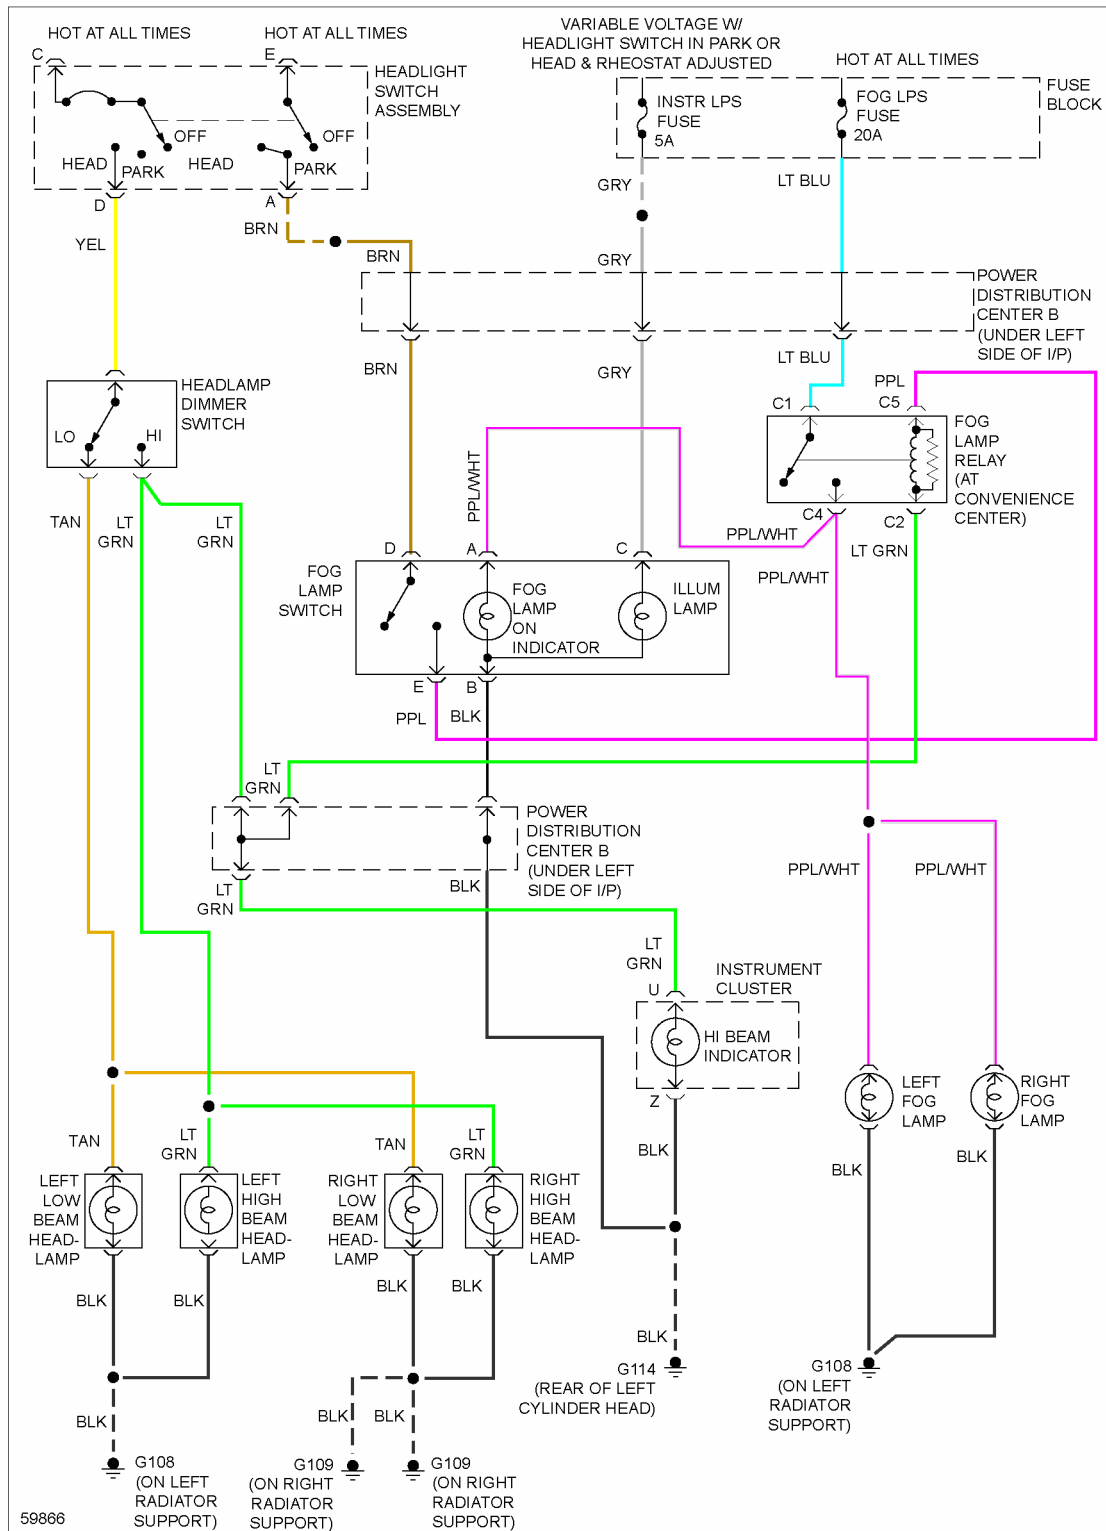 HOT AT ALL TIMES
HOT AT ALL TIMES
VARIABLE VOLTAGE W/
HEADLIGHT SWITCH IN PARK OR
HEAD & RHEOSTAT ADJUSTED
HOT AT ALL TIMES
C
E
HEADLIGHT
SWITCH
ASSEMBLY
OFF
OFF
HEAD
PARK
HEAD
PARK
INSTR LPS
FUSE
5A
FOG LPS
FUSE
20A
FUSE
BLOCK
D
A
YEL
BRN
BRN
GRY
GRY
LT BLU
POWER
DISTRIBUTION
CENTER B
(UNDER LEFT
SIDE OF I/P)
BRN
GRY
LT BLU
PPL
C1
C5
HEADLAMP
DIMMER
SWITCH
LO
HI
FOG
LAMP
RELAY
(AT
CONVENIENCE
CENTER)
C4
C2
TAN
LT
GRN
LT
GRN
PPL/WHT
PPL/WHT
LT GRN
PPL/WHT
D
A
C
FOG
LAMP
SWITCH
FOG
LAMP
ON
INDICATOR
ILLUM
LAMP
E
B
PPL
BLK
LT
GRN
POWER
DISTRIBUTION
CENTER B
(UNDER LEFT
SIDE OF I/P)
LT
GRN
BLK
PPL/WHT
PPL/WHT
LT
GRN
U
INSTRUMENT
CLUSTER
HI BEAM
INDICATOR
Z
BLK
LEFT
FOG
LAMP
RIGHT
FOG
LAMP
BLK
BLK
TAN
LT
GRN
TAN
LT
GRN
LEFT
LOW
BEAM
HEAD-
LAMP
LEFT
HIGH
BEAM
HEAD-
LAMP
RIGHT
LOW
BEAM
HEAD-
LAMP
RIGHT
HIGH
BEAM
HEAD-
LAMP
BLK
BLK
BLK
BLK
BLK
G114
(REAR OF LEFT
CYLINDER HEAD)
G108
(ON LEFT
RADIATOR
SUPPORT)
BLK
BLK
BLK
G108
(ON LEFT
RADIATOR
SUPPORT)
G109
(ON RIGHT
RADIATOR
SUPPORT)
G109
(ON RIGHT
RADIATOR
SUPPORT)
59866